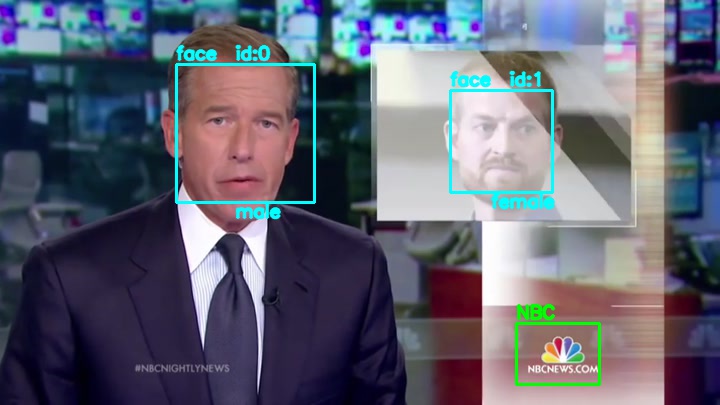 face id:0
face id:1
male
female
NBC
NBCNEWS.COM
#NBCNIGHTLYNEWS